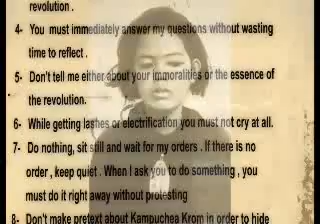 revolution .
4- You must immediately answer my questions without wasting
time to reflect .
5- Don't tell me either about your immoralities or the essence of
the revolution.
6- While getting lashes or electrification you must not cry at all.
7- Do nothing, sit still and wait for my orders . If there is no
order , keep quiet . When I ask you to do something , you
must do it right away without protesting
8- Don't make pretext about Kampuchea Krom in order to hide